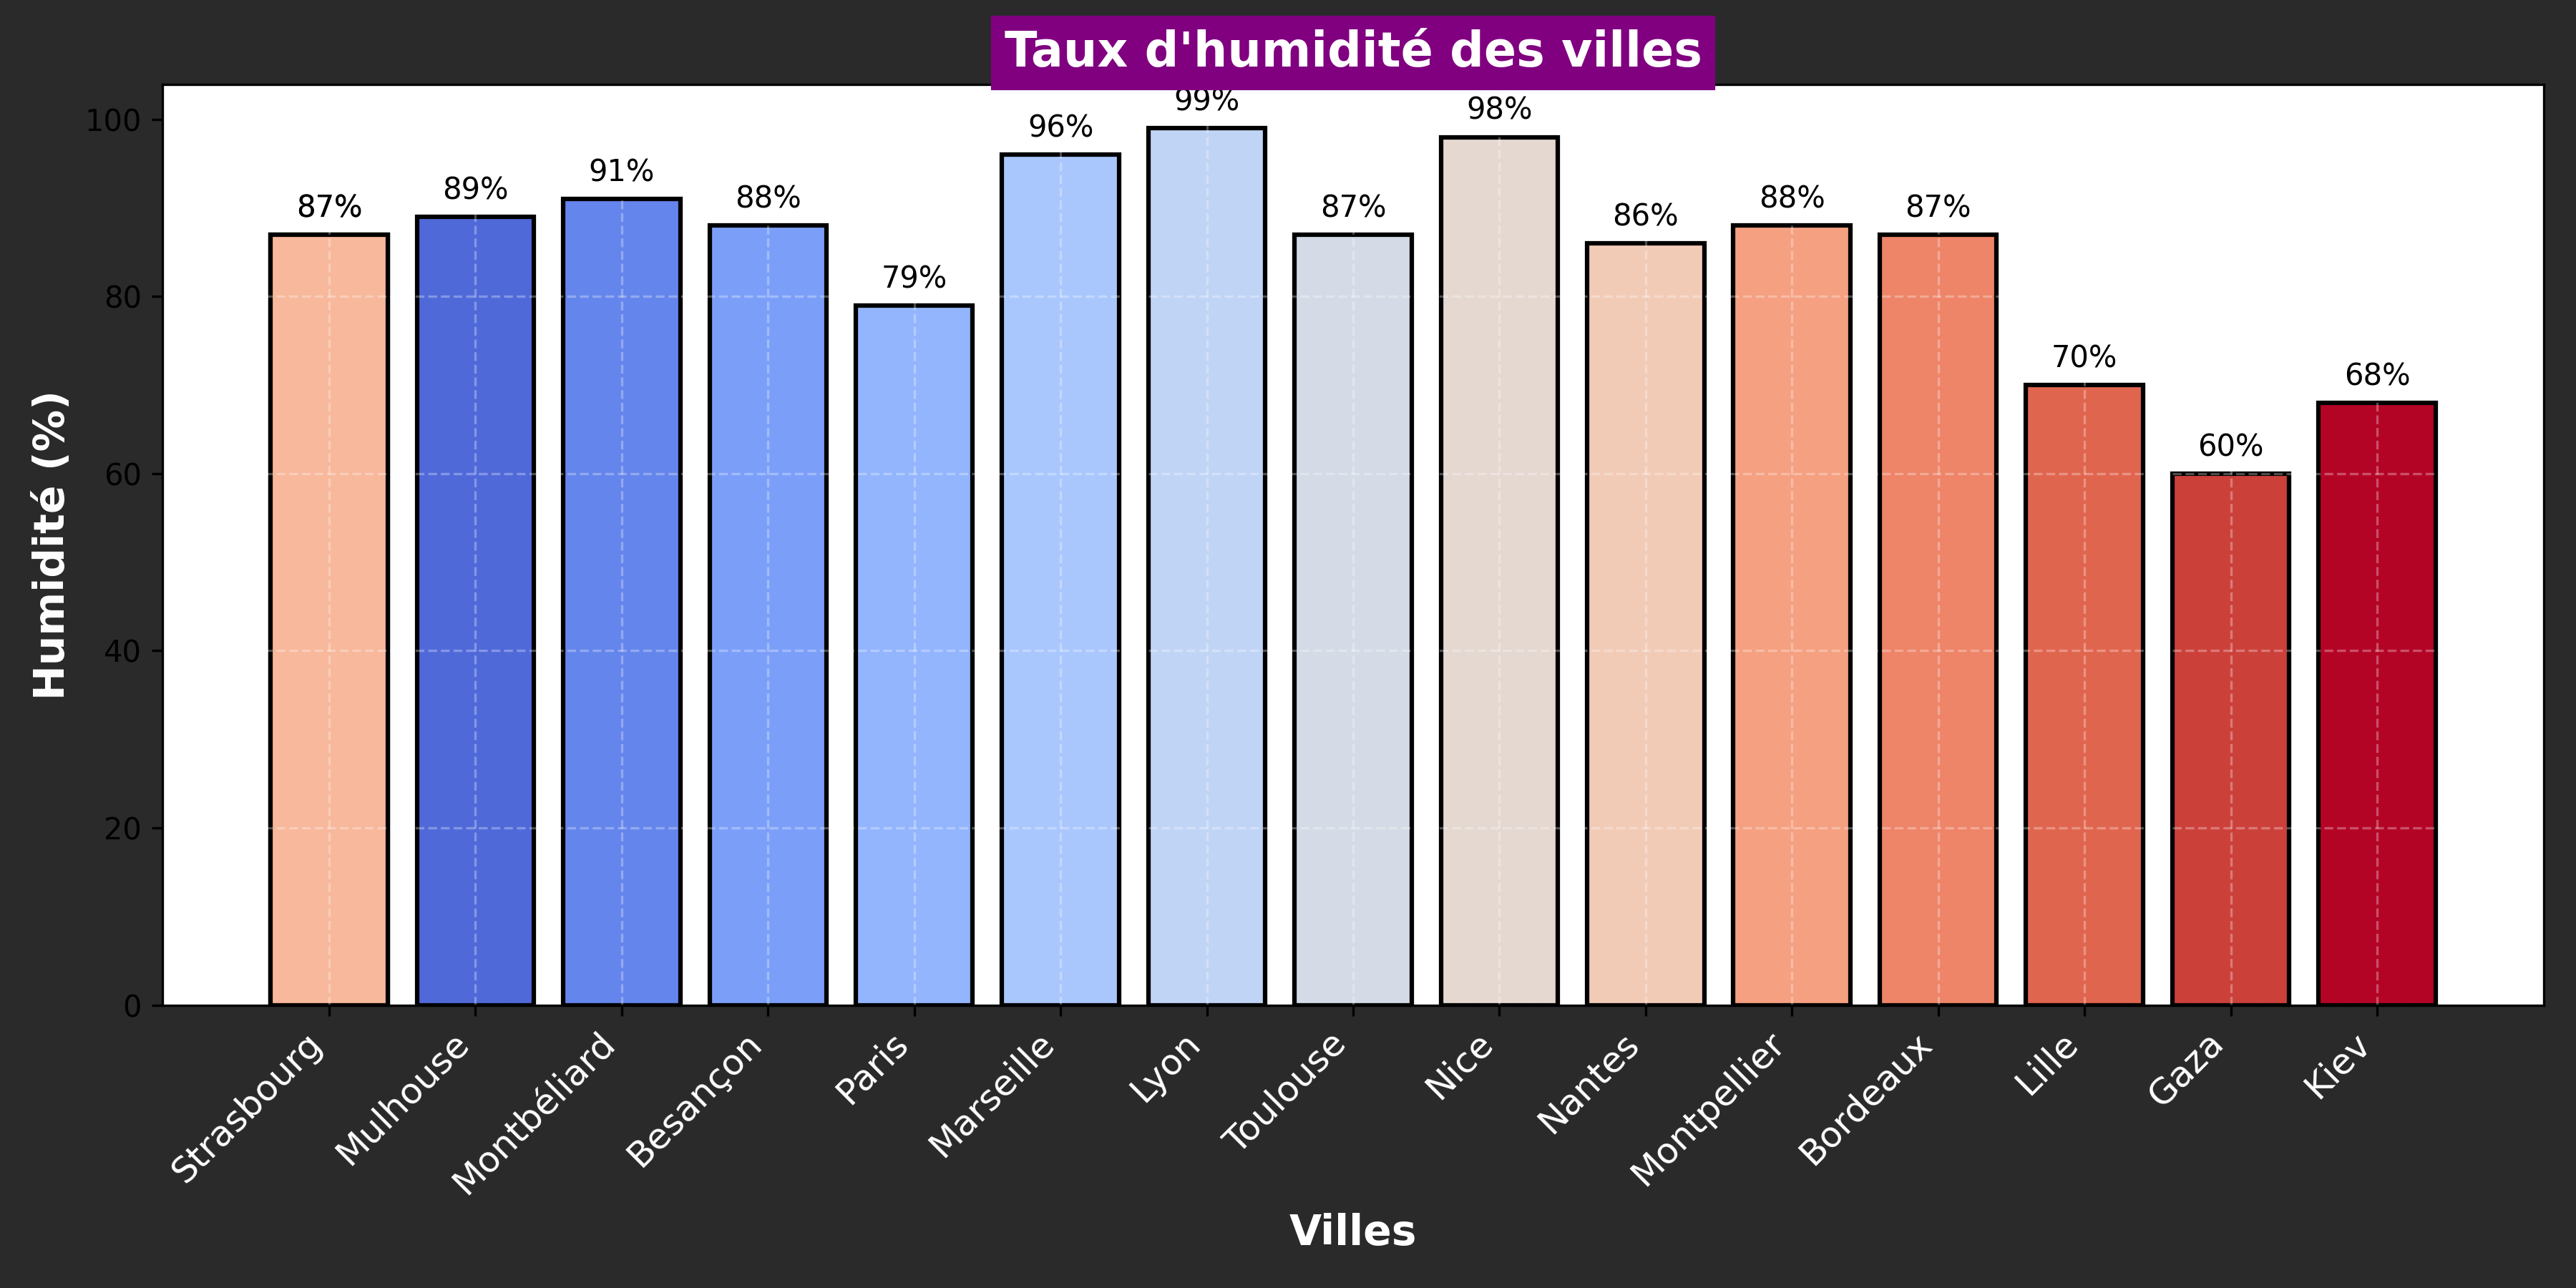 Taux d'humidité des villes
99%
98%
96%
91%
89%
88%
87%
87%
88%
87%
86%
79%
70%
68%
60%
100
80
60
40
20
0
Humidité (%)
Strasbourg
Mulhouse
Montbéliard
Besançon
Paris
Marseille
Lyon
Toulouse
Nice
Nantes
Montpellier
Bordeaux
Lille
Gaza
Kiev
Villes